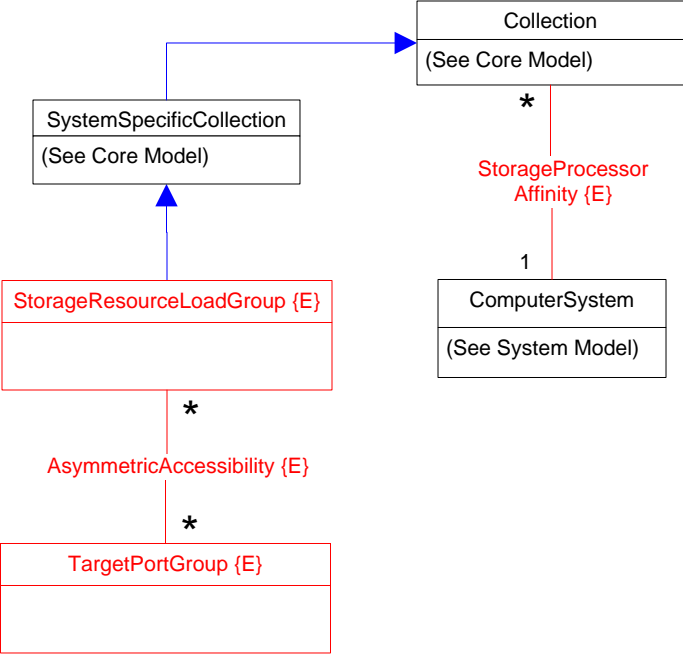 Collection
(See Core Model)
*
SystemSpecificCollection
(See Core Model)
StorageProcessor
Affinity {E}
1
StorageResourceLoadGroup {E}
ComputerSystem
(See System Model)
*
AsymmetricAccessibility {E}
*
TargetPortGroup {E}